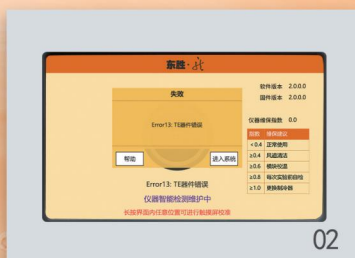 东胜·龙
软件版本 2.0.0.0
固件版本 2.0.0.0
失败
Error13: TE器件错误
帮助
进入系统
仪器维保指数 0.0
指数 维保建议
<0.4 正常使用
≥0.4 风道清洁
≥0.6 模块校温
≥0.8 每次实验前自检
≥1.0 更换制冷器
Error13: TE器件错误
仪器智能检测维护中
长按界面内任意位置可进行触摸屏校准
02